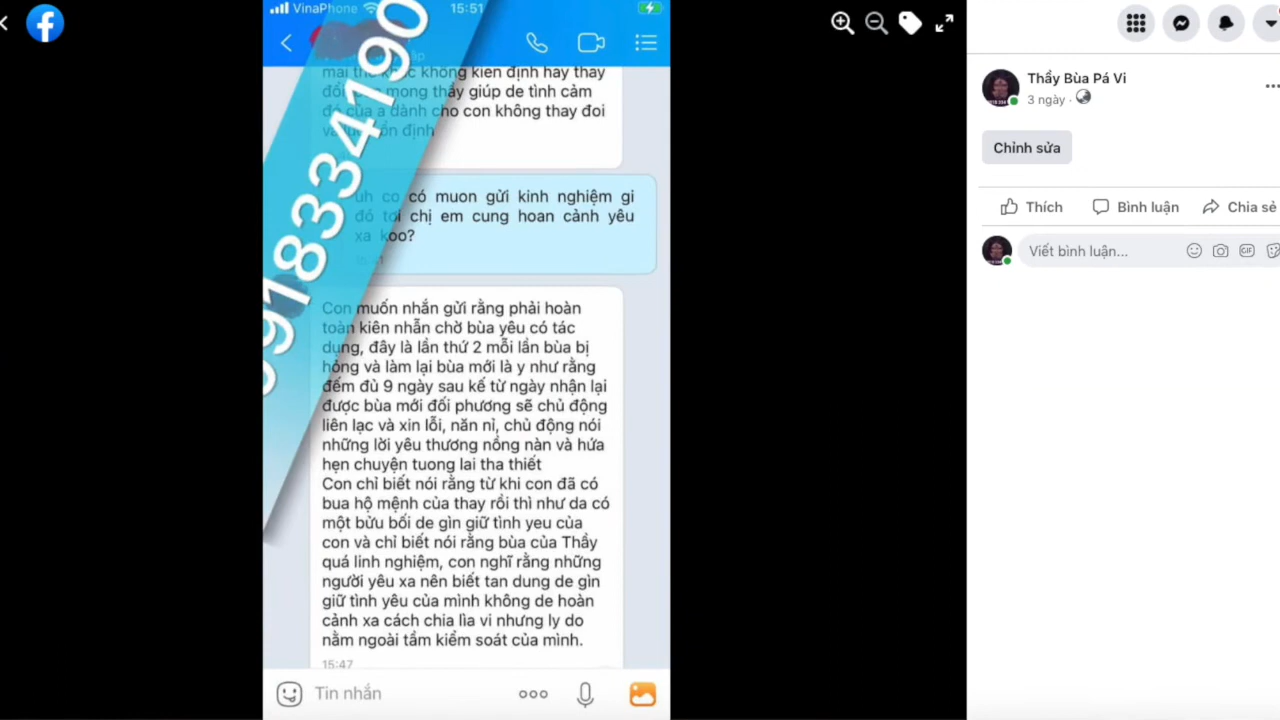 VinaPhone
15:51
0918334190
mai thế khác không kiên định hay thay
mong thầy giúp de tình cảm
đó của a dành cho con không thay đoi
ổn định
uh co có muon gửi kinh nghiệm gi
đó tơi chị em cung hoan cảnh yêu
xa koo?
15:41
Con muốn nhắn gửi rằng phải hoàn
toàn kiên nhẫn chờ bùa yêu có tác
dụng, đây là lần thứ 2 mỗi lần bùa bị
hỏng và làm lại bùa mới là y như rằng
đếm đủ 9 ngày sau kế từ ngày nhận lại
được bùa mới đối phương sẽ chủ động
liên lạc và xin lỗi, năn nỉ, chủ động nói
những lời yêu thương nồng nàn và hứa
hẹn chuyện tuong lai tha thiết
Con chỉ biết nói rằng từ khi con đã có
bua hộ mệnh của thay rồi thì như da có
một bửu bối de gìn giữ tình yeu của
con và chỉ biết nói rằng bùa của Thầy
quá linh nghiệm, con nghĩ rằng những
người yêu xa nên biết tan dung de gìn
giữ tình yêu của mình không de hoàn
cảnh xa cách chia lìa vi nhưng ly do
nằm ngoài tầm kiểm soát của mình.
15:47
Tin nhắn
Thầy Bùa Pá Vi
3 ngày ·
Chỉnh sửa
Thích
Bình luận
Chia sẻ
Viết bình luận...
GIF